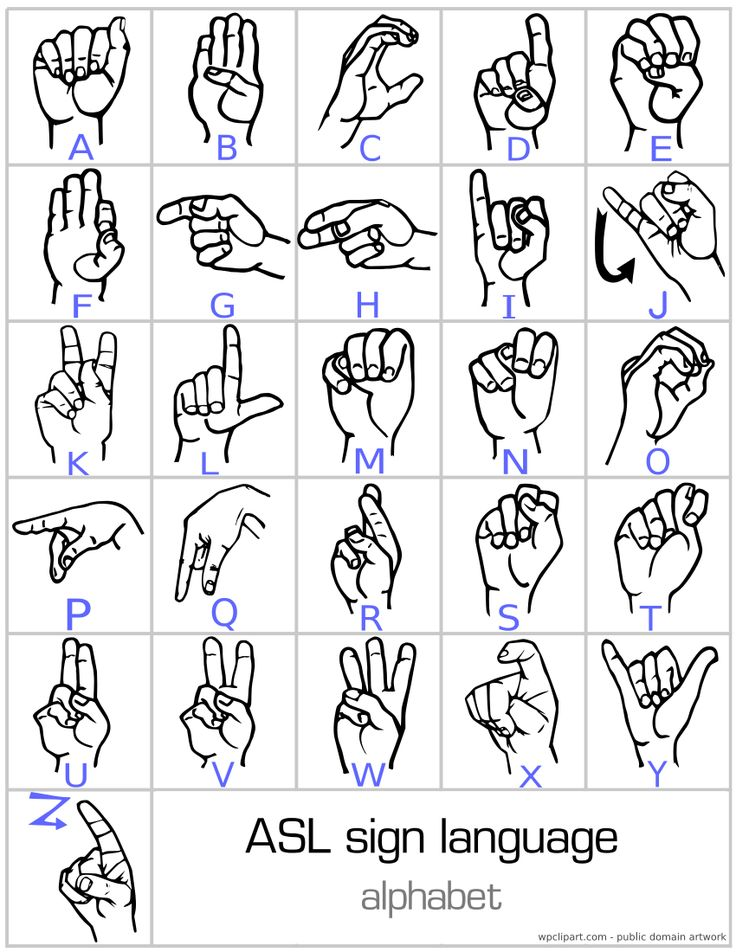 A B C D E
F G H I J
K L M N O
P Q R S T
U V W X Y
Z
ASL sign language
alphabet
wpclipart.com - public domain artwork